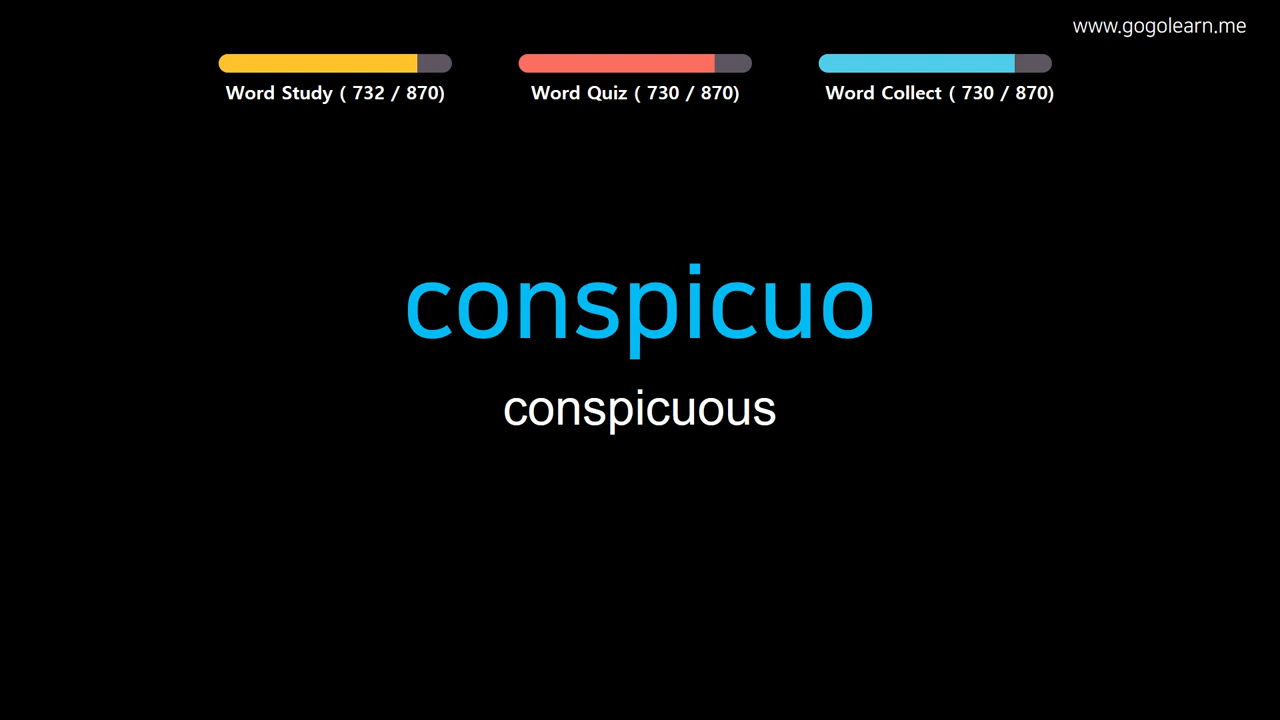 www.gogolearn.me
Word Study ( 732 / 870)
Word Quiz ( 730 / 870)
Word Collect ( 730 / 870)
conspicuo
conspicuous